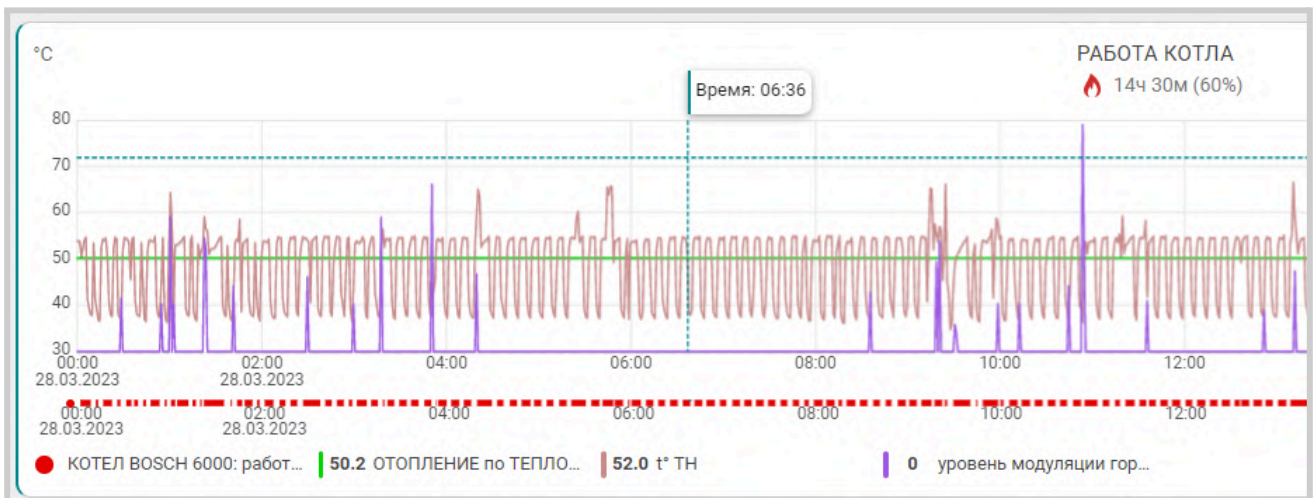 °C
РАБОТА КОТЛА
14ч 30м (60%)
Время: 06:36
80
70
60
50
40
30
00:00 02:00 04:00 06:00 08:00 10:00 12:00
28.03.2023 28.03.2023
00:00 02:00 04:00 06:00 08:00 10:00 12:00
28.03.2023 28.03.2023
КОТЕЛ BOSCH 6000: работ... 50.2 ОТОПЛЕНИЕ по ТЕПЛО... 52.0 t° ТН 0 уровень модуляции гор...